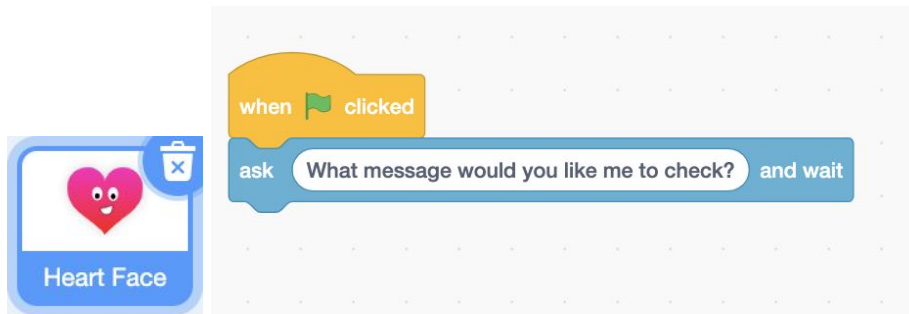 when clicked
ask What message would you like me to check? and wait
Heart Face